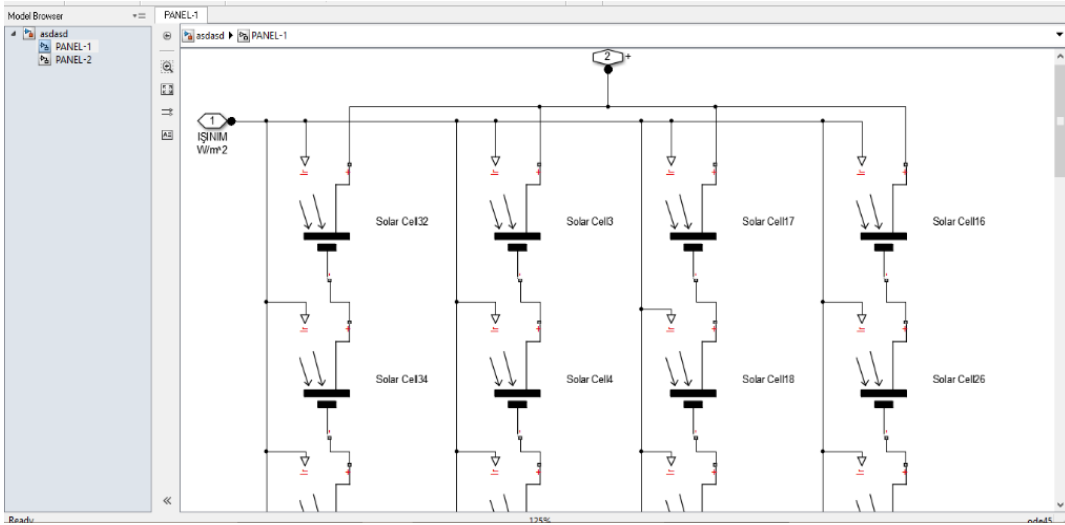 Model Browser
PANEL-1
asdasd
PANEL-1
PANEL-2
asdasd ▶ PANEL-1
2
+
1
IŞINIM
W/m^2
Solar Cell32
Solar Cell3
Solar Cell17
Solar Cell16
Solar Cell34
Solar Cell4
Solar Cell18
Solar Cell26
Ready
125%
ode45